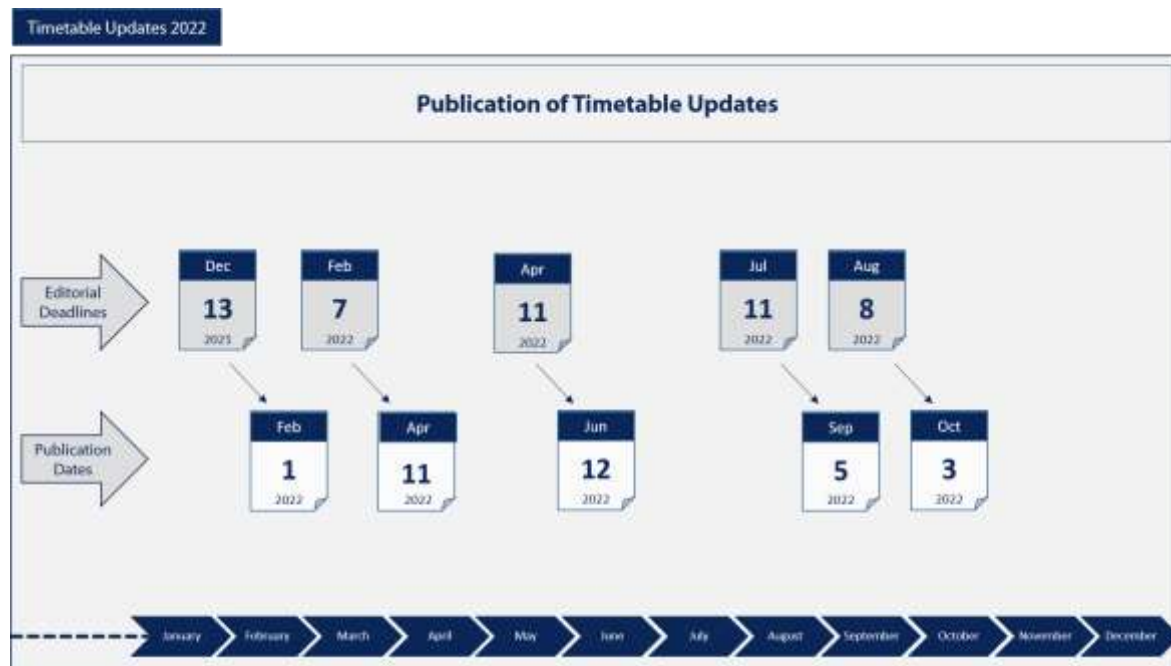 Timetable Updates 2022
Publication of Timetable Updates
Editorial
Deadlines
Dec
13
Feb
7
2022
Apr
11
2022
Jul
11
2022
Aug
8
2022
Publication
Dates
Feb
1
2022
Apr
11
2022
Jun
12
2022
Sep
5
2022
Oct
3
2022
January
February
March
April
May
June
July
August
September
October
November
December